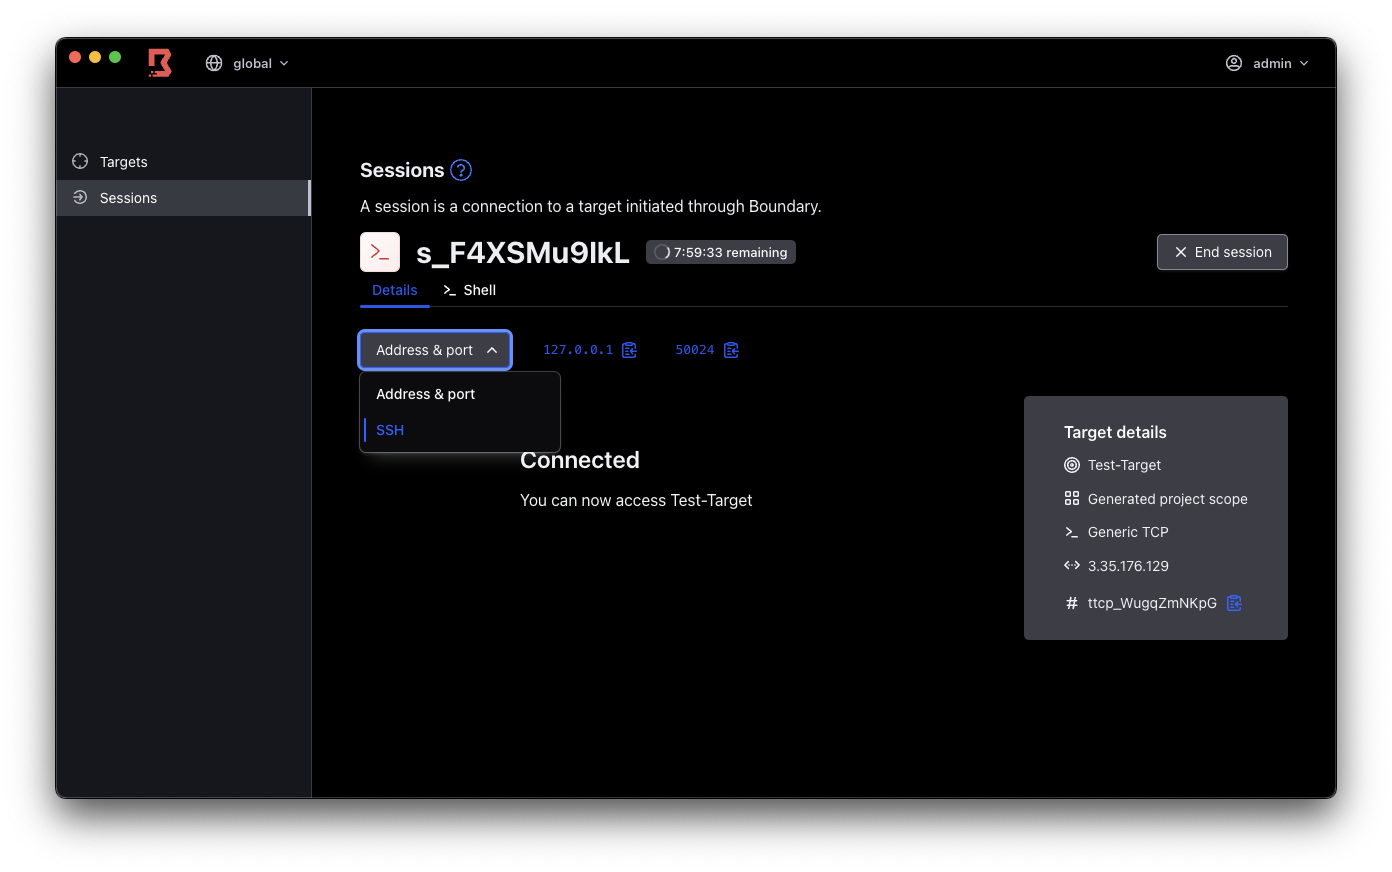 global
admin
Targets
Sessions
Sessions
A session is a connection to a target initiated through Boundary.
s_F4XSMu9IkL
7:59:33 remaining
End session
Details
Shell
Address & port
127.0.0.1
50024
Address & port
SSH
Connected
You can now access Test-Target
Target details
Test-Target
Generated project scope
Generic TCP
3.35.176.129
ttcp_WugqZmNKpG